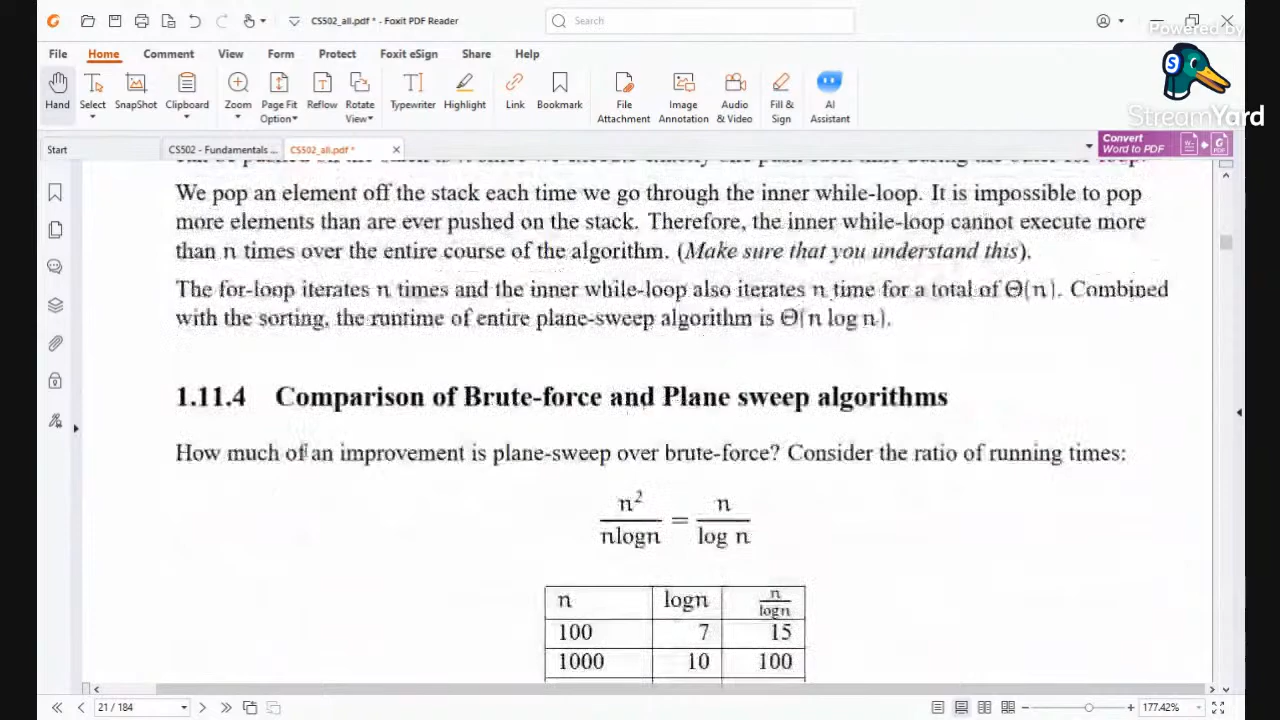 CS502_all.pdf * - Foxit PDF Reader
Search
Powered by
File Home Comment View Form Protect Foxit eSign Share Help
Hand Select SnapShot Clipboard Zoom Page Fit Option Reflow Rotate View Typewriter Highlight Link Bookmark File Attachment Image Annotation Audio & Video Fill & Sign AI Assistant
S
StreamYard
Start CS502 - Fundamentals ... CS502_all.pdf * Convert Word to PDF
We pop an element off the stack each time we go through the inner while-loop. It is impossible to pop
more elements than are ever pushed on the stack. Therefore, the inner while-loop cannot execute more
than n times over the entire course of the algorithm. (Make sure that you understand this).
The for-loop iterates n times and the inner while-loop also iterates n time for a total of Θ(n). Combined
with the sorting, the runtime of entire plane-sweep algorithm is Θ(n log n).
1.11.4 Comparison of Brute-force and Plane sweep algorithms
How much of an improvement is plane-sweep over brute-force? Consider the ratio of running times:
n² / nlogn = n / log n
n logn n/logn
100 7 15
1000 10 100
21 / 184
177.42%